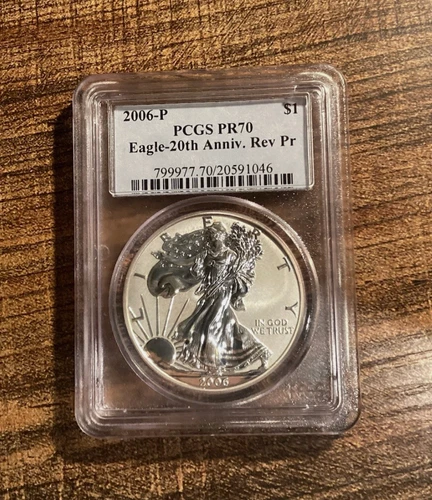 2006-P $1
PCGS PR70
Eagle-20th Anniv. Rev Pr
799977.70/20591046
LIBERTY
IN GOD
WE TRUST
2006